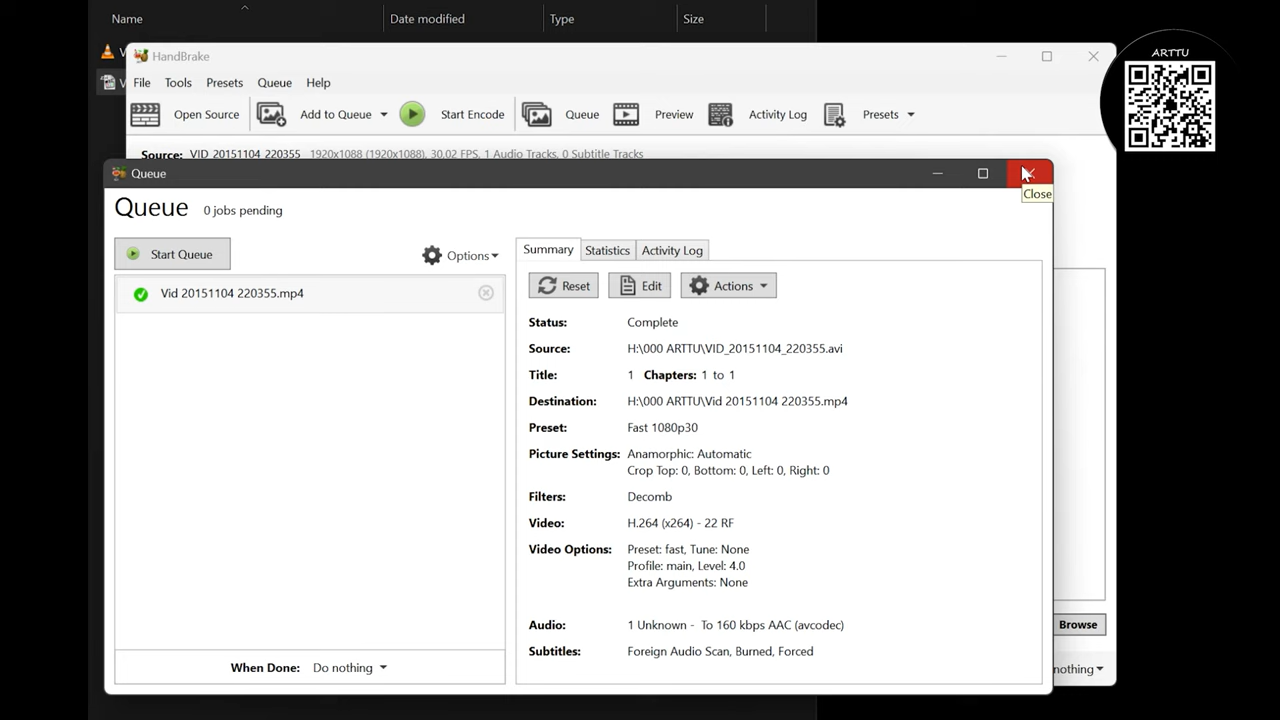 Name Date modified Type Size
ARTTU
V
HandBrake
V
File Tools Presets Queue Help
Open Source Add to Queue Start Encode Queue Preview Activity Log Presets
Source: VID_20151104_220355 1920x1088 (1920x1088), 30.02 FPS, 1 Audio Tracks, 0 Subtitle Tracks
Queue
Close
Queue 0 jobs pending
Start Queue Options Summary Statistics Activity Log
Reset Edit Actions
Vid 20151104 220355.mp4
Status: Complete
Source: H:\000 ARTTU\VID_20151104_220355.avi
Title: 1 Chapters: 1 to 1
Destination: H:\000 ARTTU\Vid 20151104 220355.mp4
Preset: Fast 1080p30
Picture Settings: Anamorphic: Automatic
Crop Top: 0, Bottom: 0, Left: 0, Right: 0
Filters: Decomb
Video: H.264 (x264) - 22 RF
Video Options: Preset: fast, Tune: None
Profile: main, Level: 4.0
Extra Arguments: None
Audio: 1 Unknown - To 160 kbps AAC (avcodec)
Browse
Subtitles: Foreign Audio Scan, Burned, Forced
When Done: Do nothing
nothing